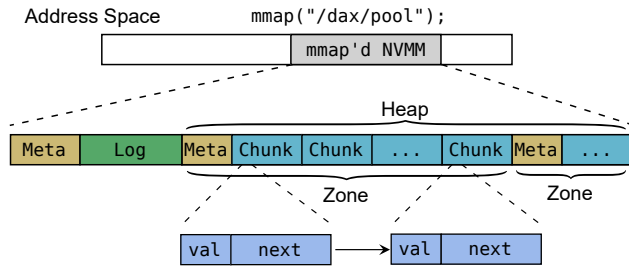 Address Space
mmap("/dax/pool");
mmap'd NVMM
Heap
Meta Log Meta Chunk Chunk ... Chunk Meta ...
Zone Zone
val next val next